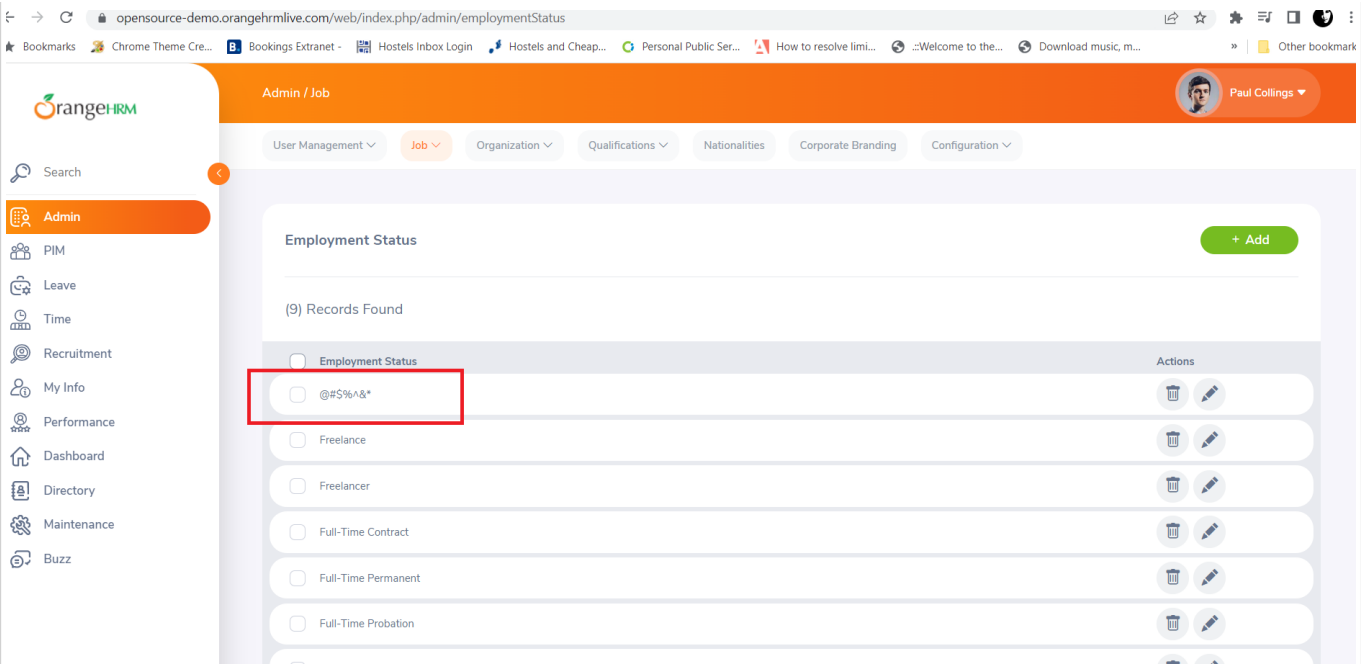 opensource-demo.orangehrmlive.com/web/index.php/admin/employmentStatus
Bookmarks Chrome Theme Cre... B. Bookings Extranet - Hostels Inbox Login Hostels and Cheap... Personal Public Ser... How to resolve limi... .::Welcome to the... Download music, m... » Other bookmark
OrangeHRM
Admin / Job
Paul Collings
User Management Job Organization Qualifications Nationalities Corporate Branding Configuration
Search
Admin
PIM
Leave
Time
Recruitment
My Info
Performance
Dashboard
Directory
Maintenance
Buzz
Employment Status
+ Add
(9) Records Found
Employment Status Actions
@#$%^&*
Freelance
Freelancer
Full-Time Contract
Full-Time Permanent
Full-Time Probation